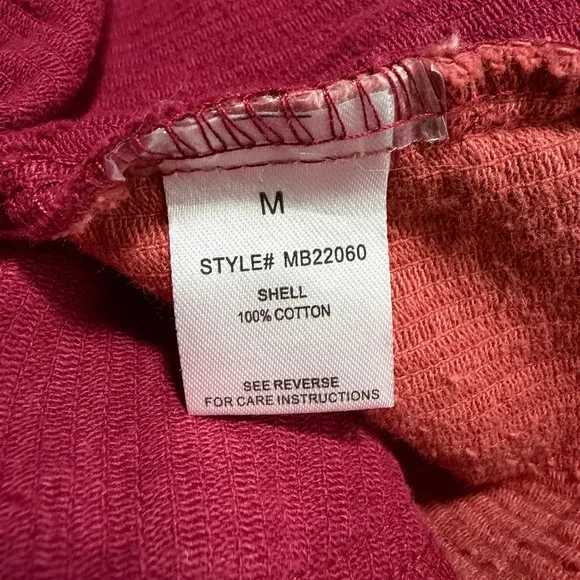 M
STYLE# MB22060
SHELL
100% COTTON
SEE REVERSE
FOR CARE INSTRUCTIONS